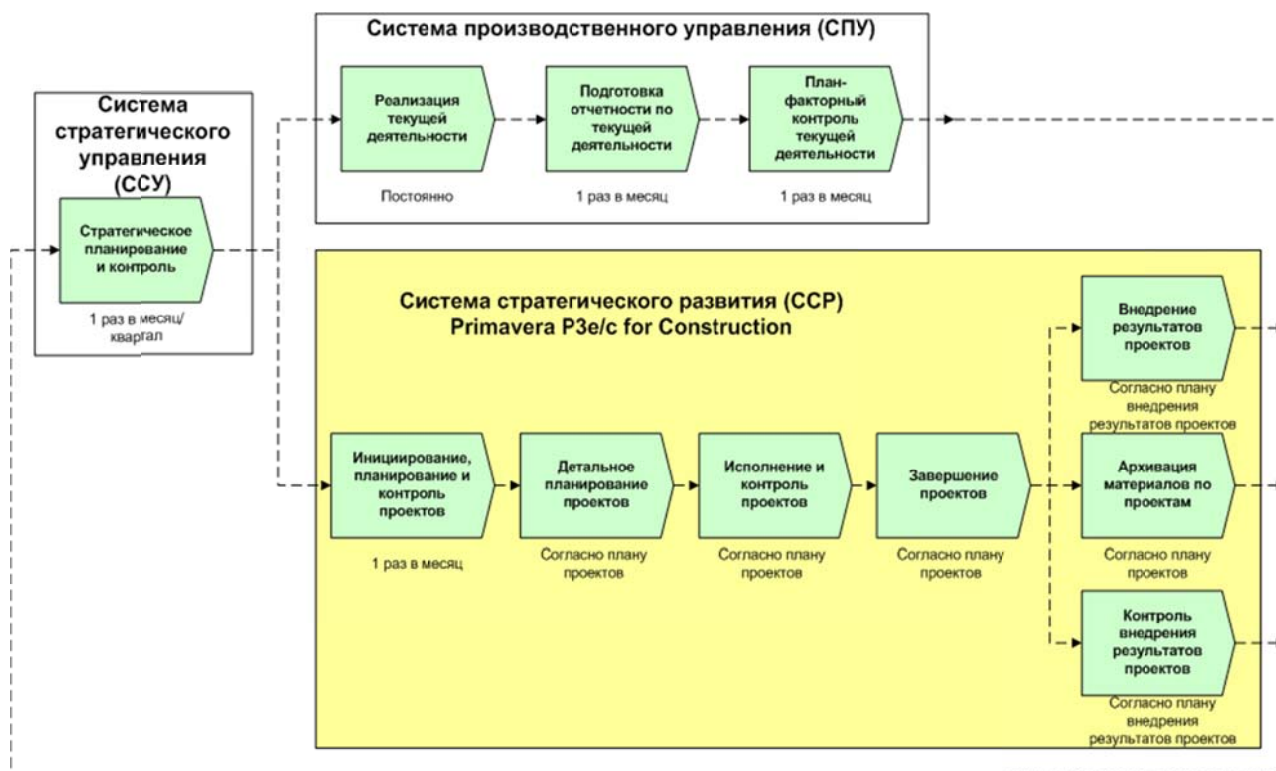 Система производственного управления (СПУ)
Реализация
текущей
деятельности
Постоянно
Подготовка
отчетности по
текущей
деятельности
1 раз в месяц
План-
факторный
контроль
текущей
деятельности
1 раз в месяц
Система
стратегического
управления
(ССУ)
Стратегическое
планирование
и контроль
1 раз в месяц/
квартал
Система стратегического развития (ССР)
Primavera P3e/c for Construction
Инициирование,
планирование и
контроль
проектов
1 раз в месяц
Детальное
планирование
проектов
Согласно плану
проектов
Исполнение и
контроль
проектов
Согласно плану
проектов
Завершение
проектов
Согласно плану
проектов
Внедрение
результатов
проектов
Согласно плану
внедрения
результатов проектов
Архивация
материалов по
проектам
Согласно плану
проектов
Контроль
внедрения
результатов
проектов
Согласно плану
внедрения
результатов проектов